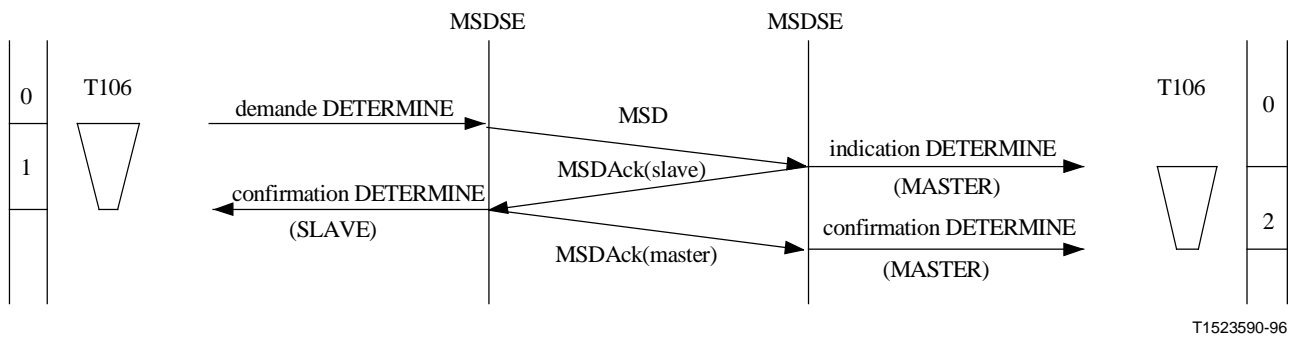 MSDSE MSDSE
T106 T106
0 0
demande DETERMINE
MSD
1
indication DETERMINE
MSDAck(slave)
(MASTER)
confirmation DETERMINE
(SLAVE)
confirmation DETERMINE
2
MSDAck(master)
(MASTER)
T1523590-96